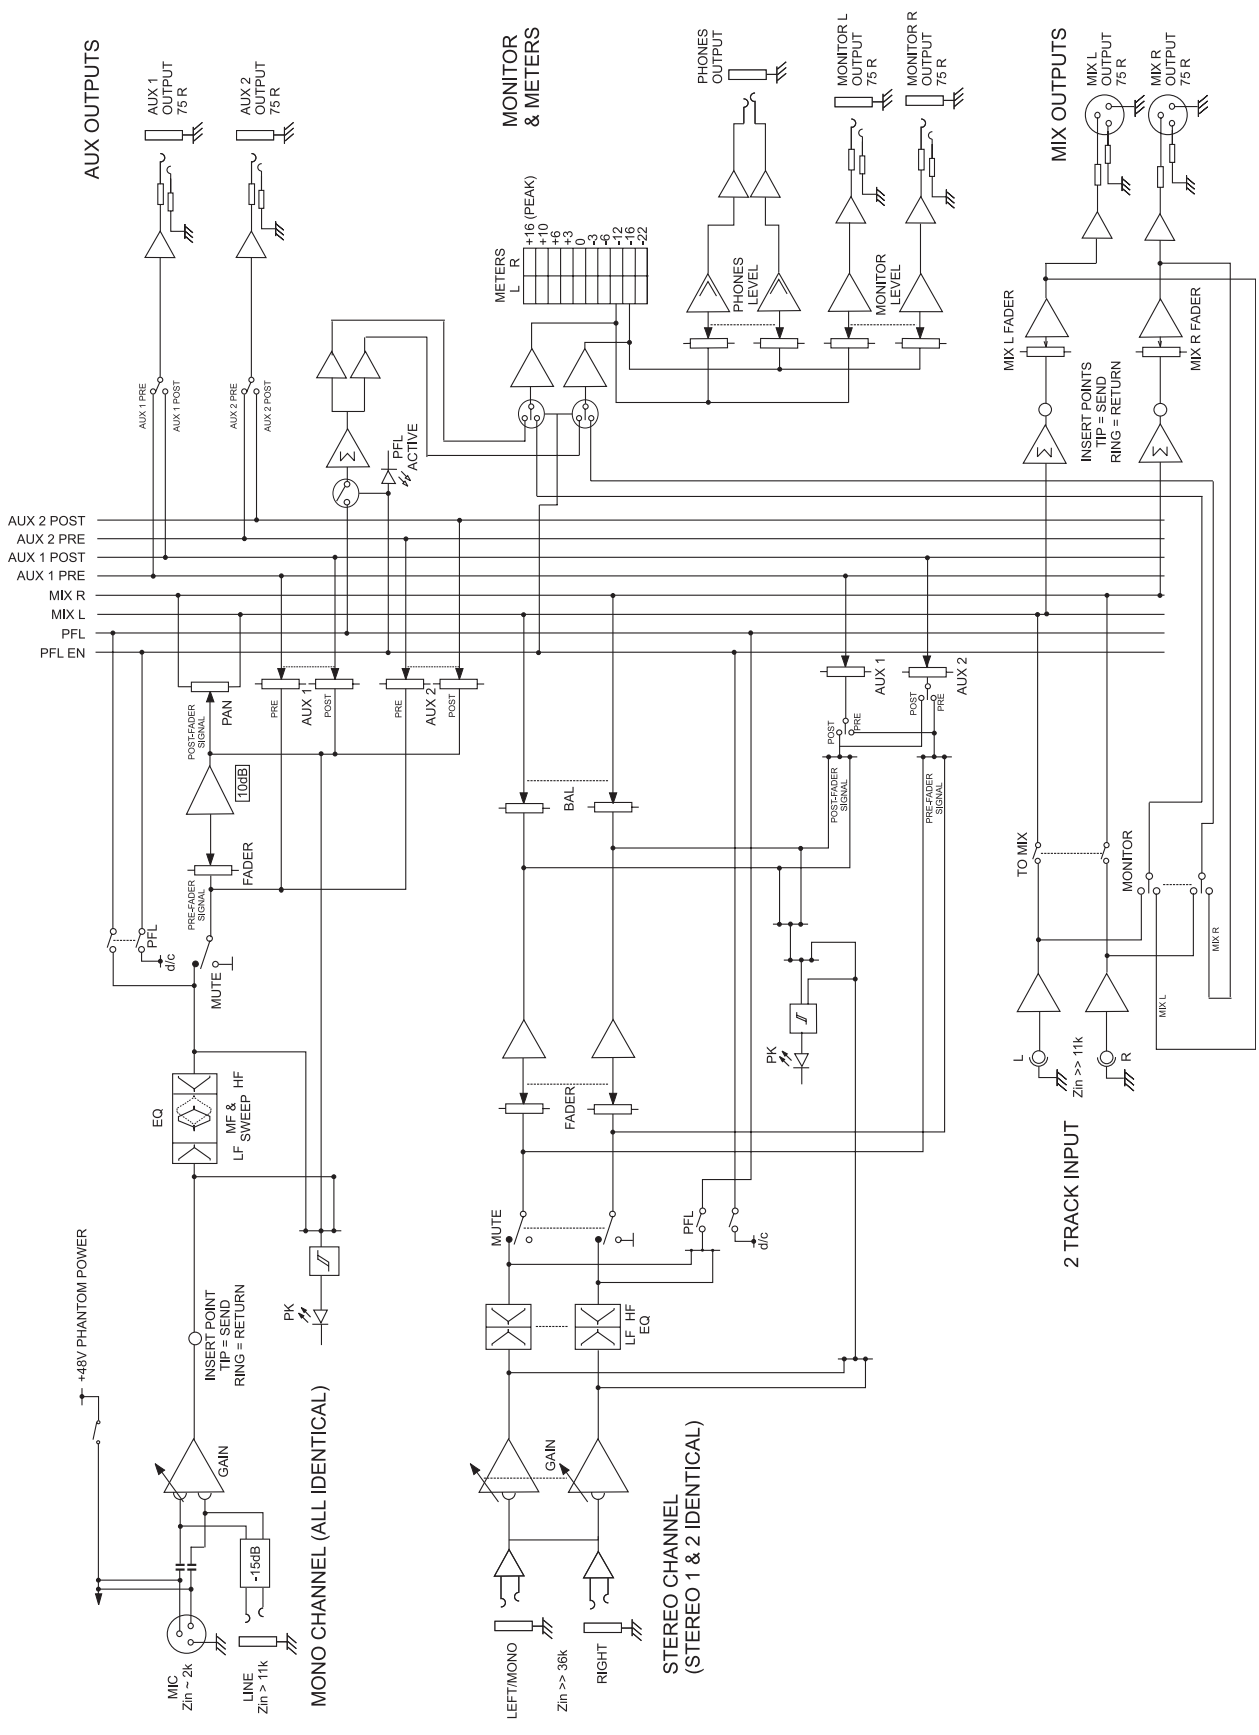 AUX OUTPUTS
AUX 1
OUTPUT
75 R
AUX 2
OUTPUT
75 R
AUX 1 PRE
AUX 1 POST
AUX 2 PRE
AUX 2 POST
MONITOR
& METERS
METERS
L R
+16 (PEAK)
+10
+6
+3
0
-3
-6
-12
-16
-22
PHONES
OUTPUT
MONITOR L
OUTPUT
75 R
MONITOR R
OUTPUT
75 R
PHONES
LEVEL
MONITOR
LEVEL
PFL
ACTIVE
Σ
MIX OUTPUTS
MIX L
OUTPUT
75 R
MIX R
OUTPUT
75 R
MIX L FADER
MIX R FADER
INSERT POINTS
TIP = SEND
RING = RETURN
Σ
Σ
AUX 2 POST
AUX 2 PRE
AUX 1 POST
AUX 1 PRE
MIX R
MIX L
PFL
PFL EN
PAN
POST-FADER
SIGNAL
10dB
FADER
PRE-FADER
SIGNAL
PRE
AUX 1
POST
PRE
AUX 2
POST
PFL
d/c
MUTE
EQ
LF
MF &
SWEEP
HF
PK
INSERT POINT
TIP = SEND
RING = RETURN
+48V PHANTOM POWER
GAIN
-15dB
MIC
Zin ~ 2k
LINE
Zin > 11k
MONO CHANNEL (ALL IDENTICAL)
AUX 1
AUX 2
POST
PRE
POST
PRE
POST-FADER
SIGNAL
PRE-FADER
SIGNAL
BAL
PK
FADER
MUTE
PFL
d/c
LF HF
EQ
GAIN
LEFT/MONO
Zin >> 36k
RIGHT
STEREO CHANNEL
(STEREO 1 & 2 IDENTICAL)
TO MIX
MONITOR
MIX L
MIX R
L
Zin >> 11k
R
2 TRACK INPUT